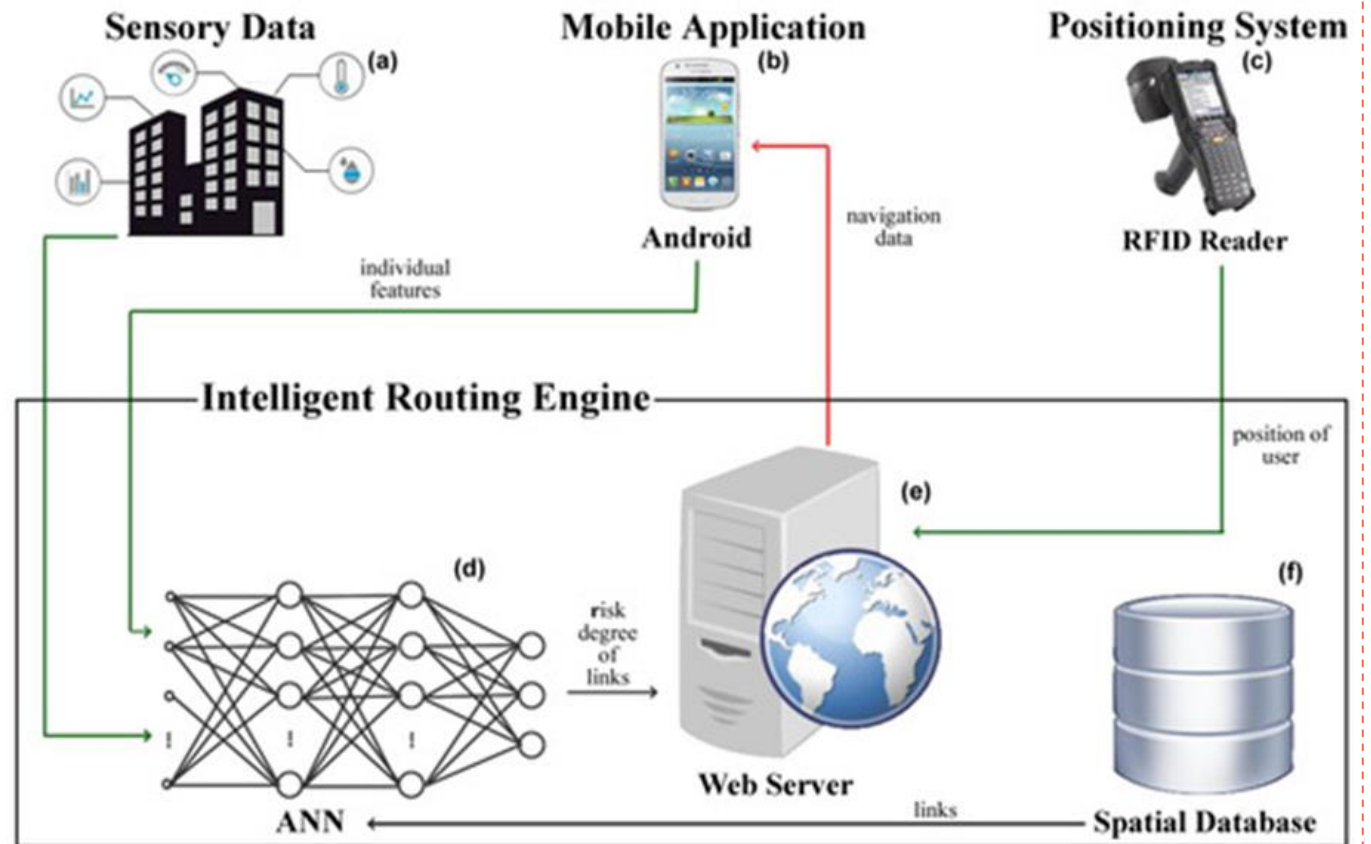 Sensory Data
(a)
Mobile Application
(b)
Positioning System
(c)
Android
RFID Reader
navigation
data
individual
features
Intelligent Routing Engine
position of
user
(e)
(d)
(f)
risk
degree
of
links
Web Server
ANN
links
Spatial Database